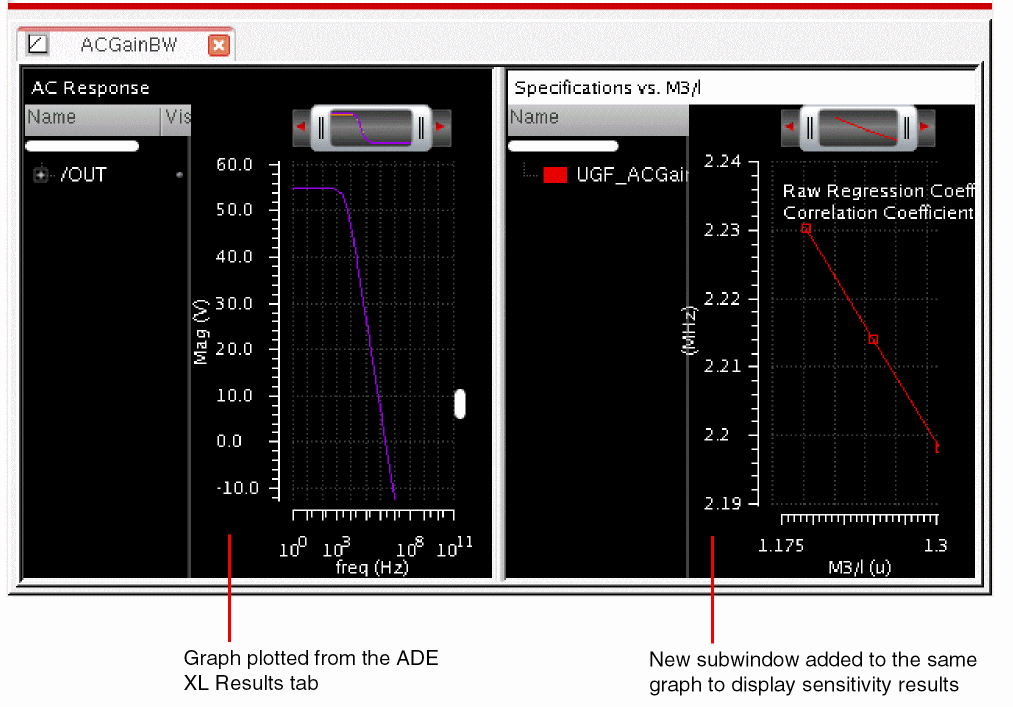 ACGainBW
AC Response
Name Vis
/OUT
60.0
50.0
40.0
30.0
20.0
10.0
0.0
-10.0
Mag (V)
10^0 10^3 10^8 10^11
freq (Hz)
Specifications vs. M3/l
Name
UGF_ACGain
Raw Regression Coeff
Correlation Coefficient
2.24
2.23
2.22
2.21
2.2
2.19
(MHz)
1.175 1.3
M3/l (u)
Graph plotted from the ADE
XL Results tab
New subwindow added to the same
graph to display sensitivity results